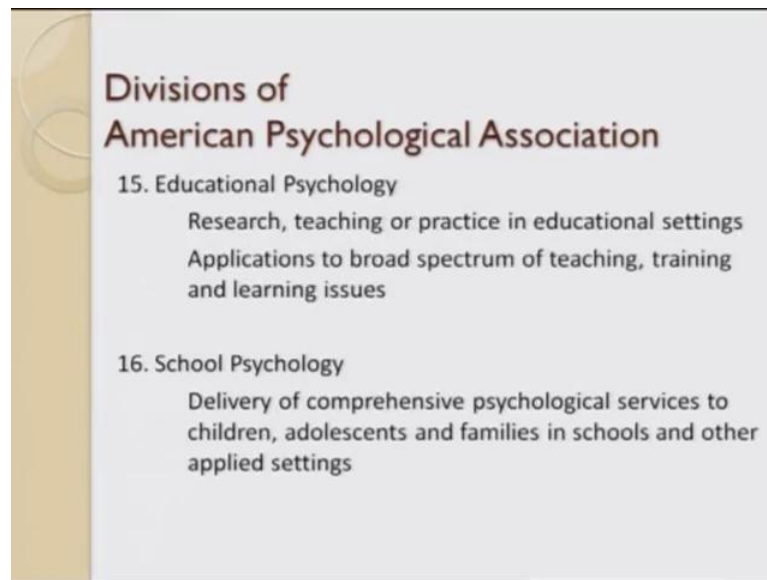 Divisions of
American Psychological Association
15. Educational Psychology
Research, teaching or practice in educational settings
Applications to broad spectrum of teaching, training
and learning issues
16. School Psychology
Delivery of comprehensive psychological services to
children, adolescents and families in schools and other
applied settings